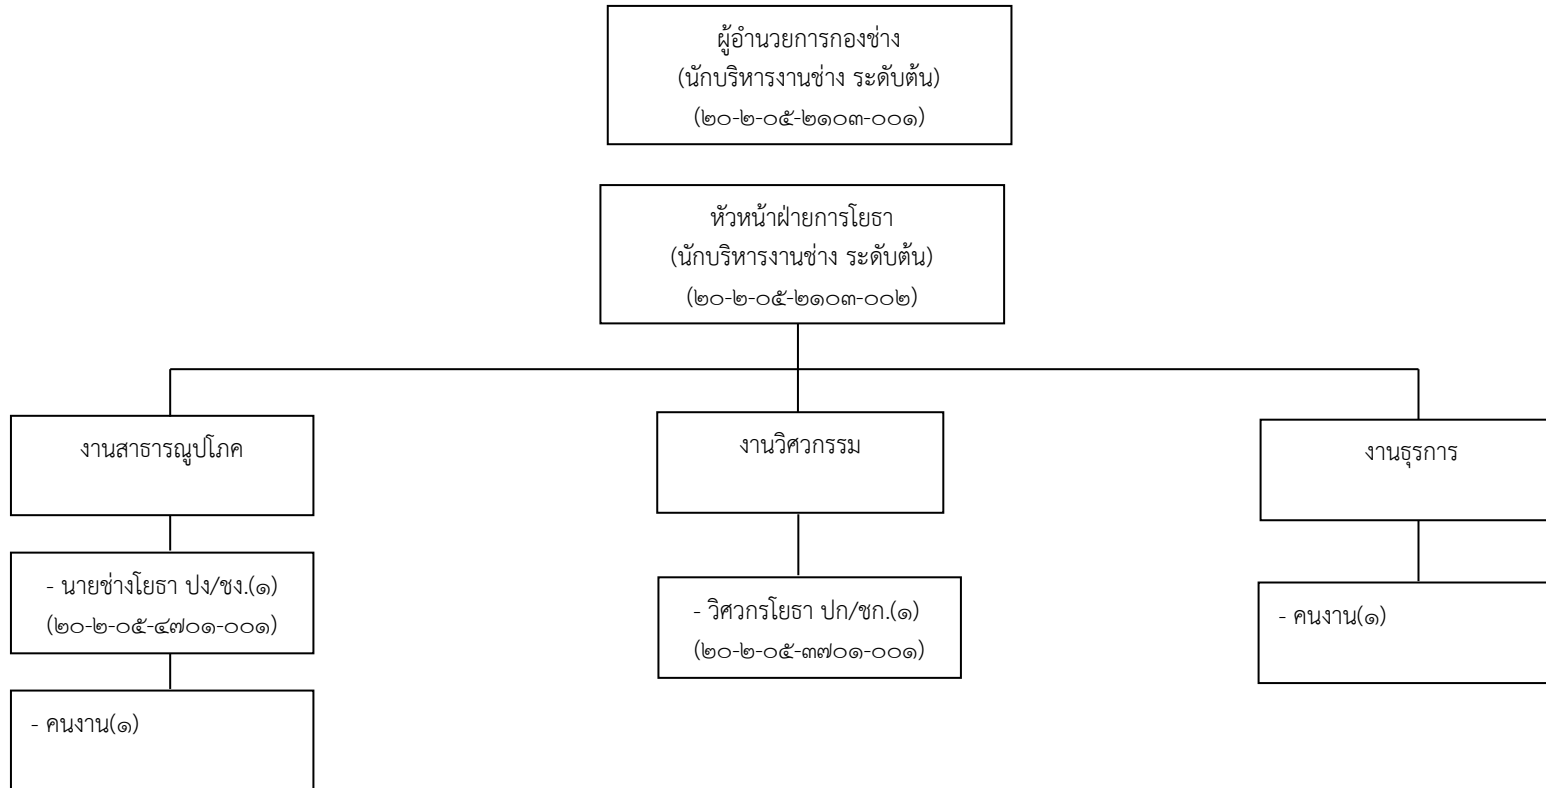 ผู้อำนวยการกองช่าง
(นักบริหารงานช่าง ระดับต้น)
(๒๐-๒-๐๕-๒๑๐๓-๐๐๑)
หัวหน้าฝ่ายการโยธา
(นักบริหารงานช่าง ระดับต้น)
(๒๐-๒-๐๕-๒๑๐๓-๐๐๒)
งานสาธารณูปโภค
งานวิศวกรรม
งานธุรการ
- นายช่างโยธา ปง/ชง.(๑)
(๒๐-๒-๐๕-๔๗๐๑-๐๐๑)
- วิศวกรโยธา ปก/ชก.(๑)
(๒๐-๒-๐๕-๓๗๐๑-๐๐๑)
- คนงาน(๑)
- คนงาน(๑)